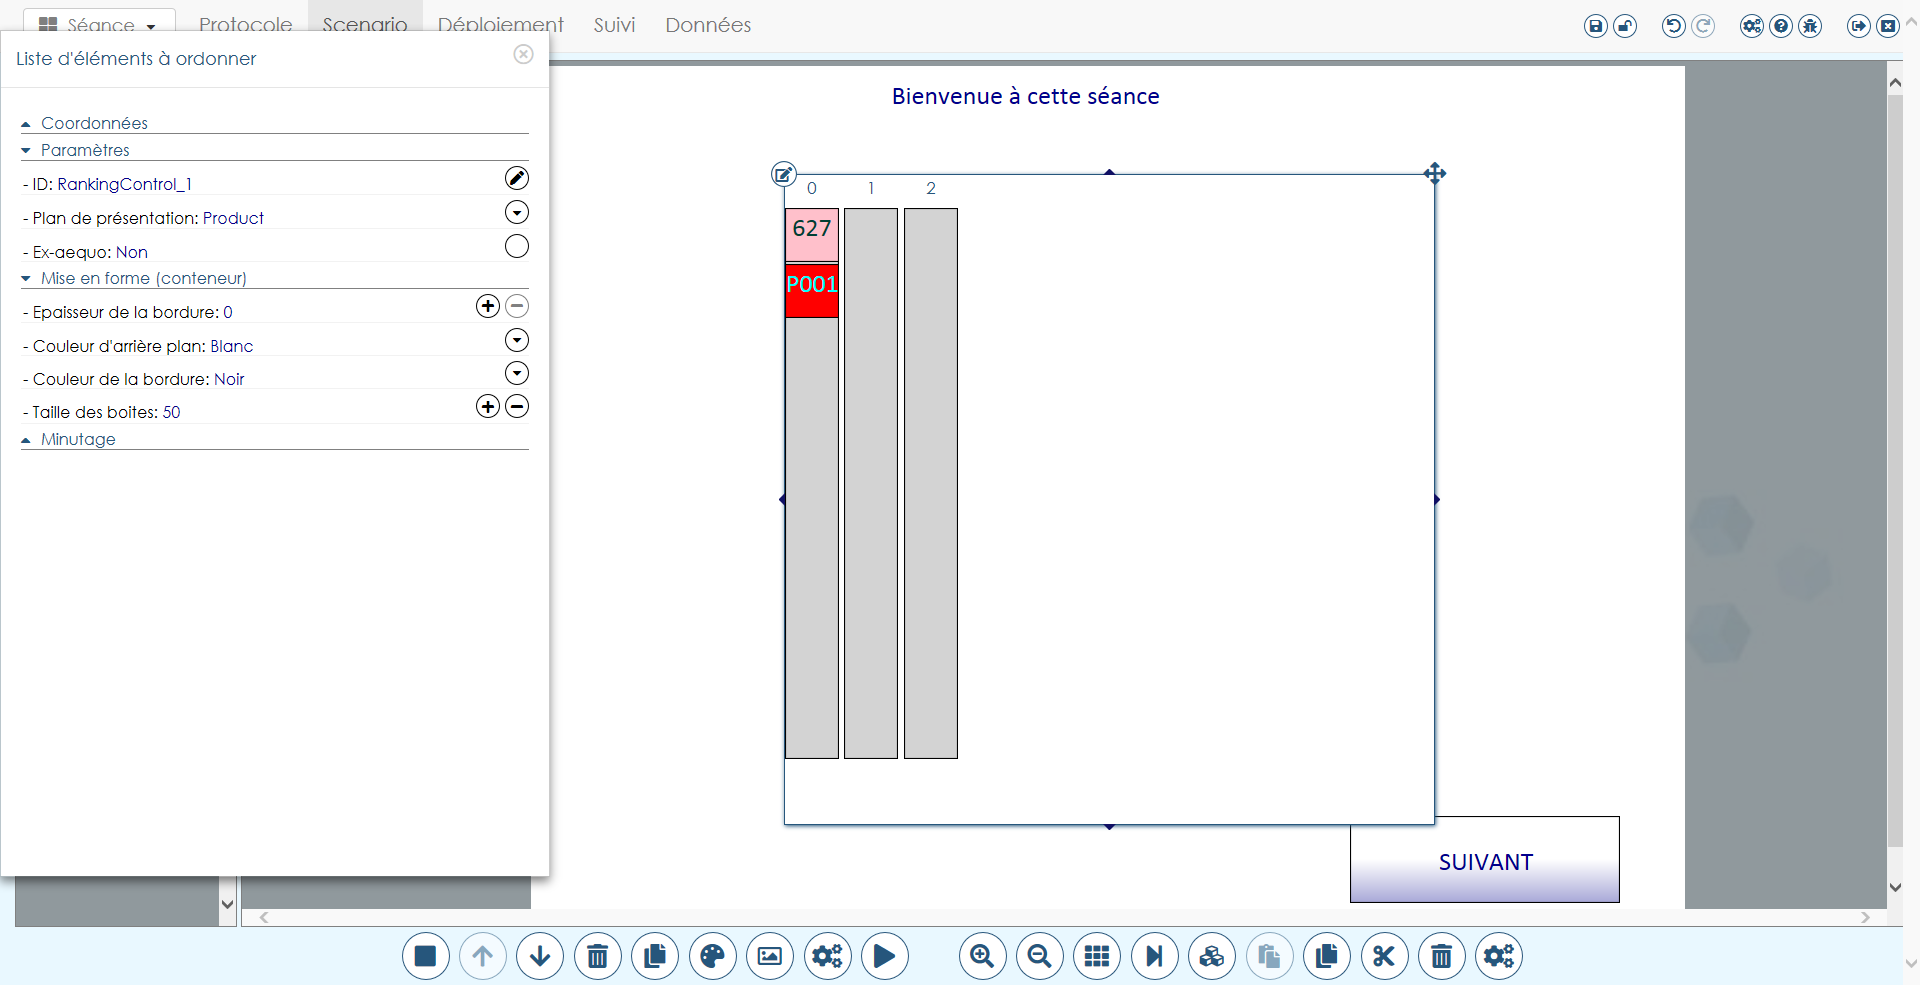 Séance
Protocole
Scenario
Déploiement
Suivi
Données
Liste d'éléments à ordonner
Coordonnées
Paramètres
- ID: RankingControl_1
- Plan de présentation: Product
- Ex-aequo: Non
Mise en forme (conteneur)
- Epaisseur de la bordure: 0
- Couleur d'arrière plan: Blanc
- Couleur de la bordure: Noir
- Taille des boites: 50
Minutage
Bienvenue à cette séance
0 1 2
627
P001
SUIVANT